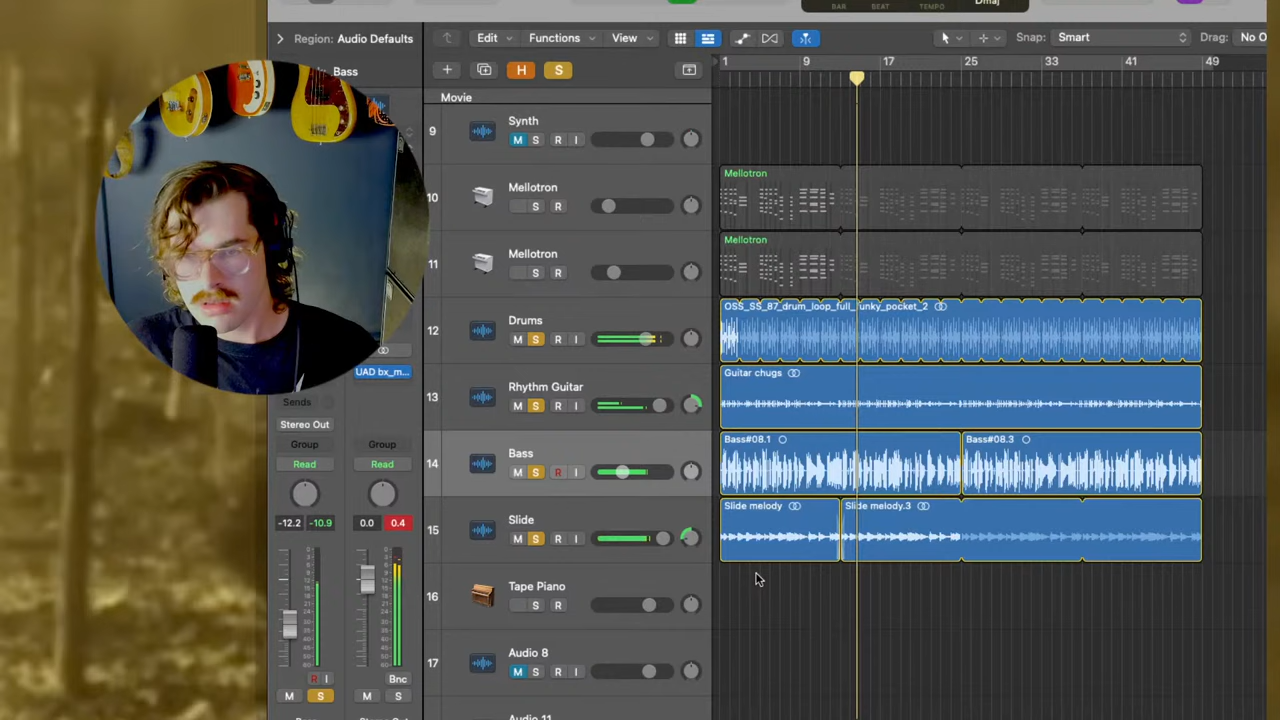 Dmaj
BAR BEAT TEMPO
Region: Audio Defaults
Edit Functions View
Snap: Smart Drag: No O
Bass
H S
1 9 17 25 33 41 49
Movie
9 Synth
M S R I
10 Mellotron
S R
Mellotron
11 Mellotron
S R
Mellotron
12 Drums
M S R I
OSS_SS_87_drum_loop_full_funky_pocket_2
13 Rhythm Guitar
M S R I
Guitar chugs
14 Bass
M S R I
Bass#08.1 Bass#08.3
15 Slide
M S R I
Slide melody Slide melody.3
16 Tape Piano
S R
17 Audio 8
M S R I
Audio 11
UAD bx_m...
Sends
Stereo Out
Group Group
Read Read
-12.2 -10.9 0.0 0.4
R I Bnc
M S M S